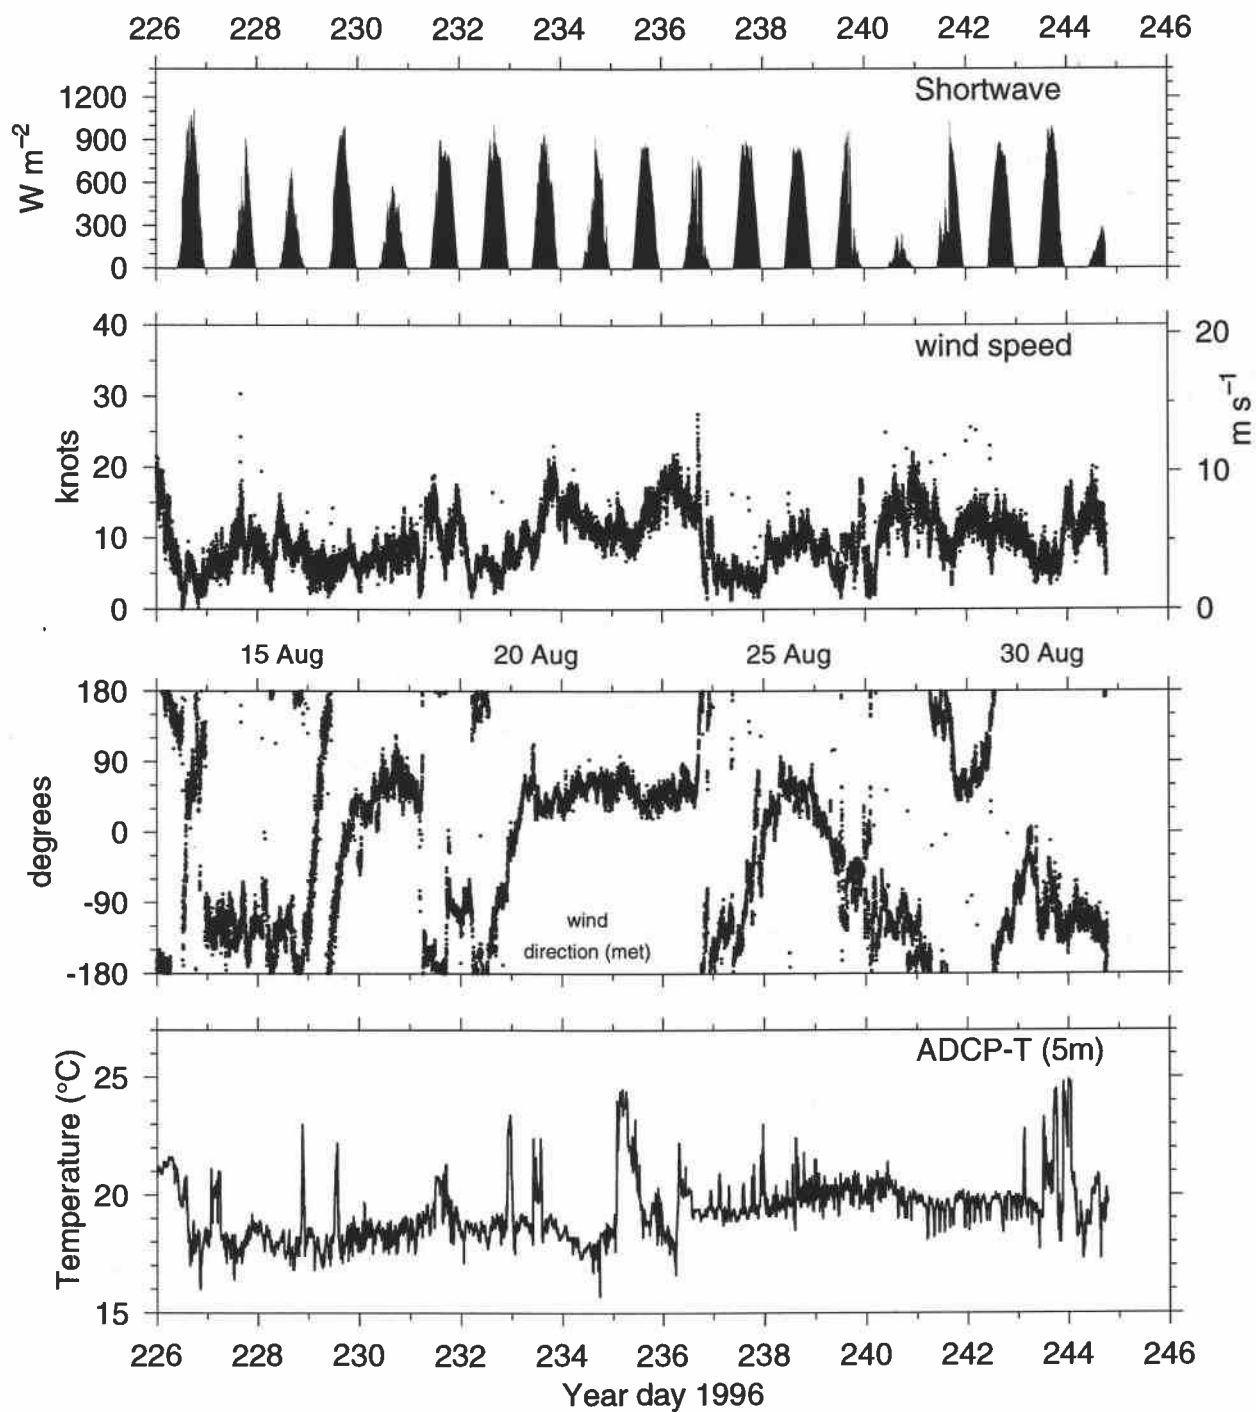 226 228 230 232 234 236 238 240 242 244 246
Shortwave
1200
900
600
300
0
W m−2
wind speed
40
30
20
10
0
knots
20
10
0
m s−1
15 Aug 20 Aug 25 Aug 30 Aug
180
90
0
-90
-180
degrees
wind
direction (met)
ADCP-T (5m)
25
20
15
Temperature (°C)
226 228 230 232 234 236 238 240 242 244 246
Year day 1996